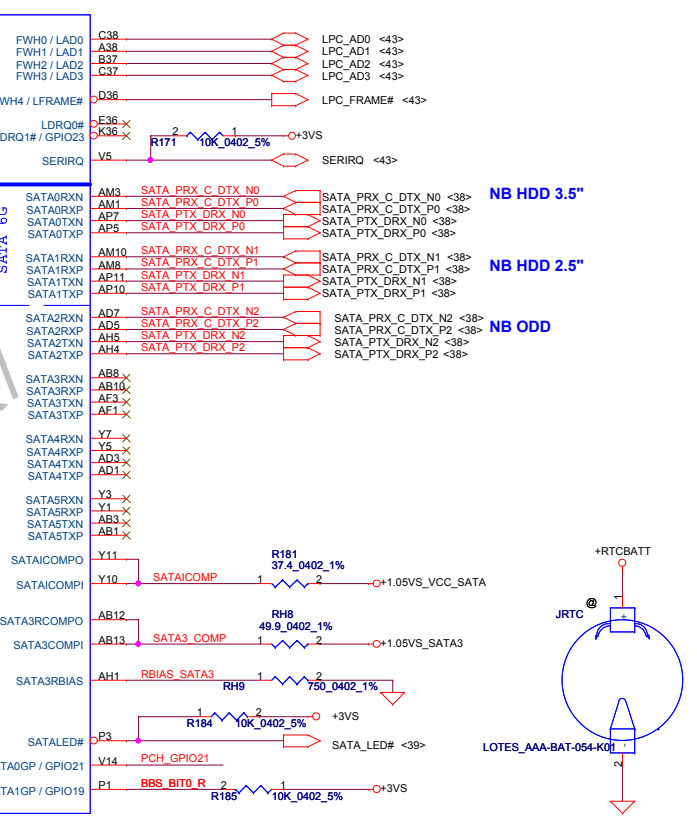 FWH0 / LAD0 C38 LPC_AD0 <43>
FWH1 / LAD1 A38 LPC_AD1 <43>
FWH2 / LAD2 B37 LPC_AD2 <43>
FWH3 / LAD3 C37 LPC_AD3 <43>
WH4 / LFRAME# D36 LPC_FRAME# <43>
LDRQ0# E36
DRQ1# / GPIO23 K36 2 1 +3VS
R171 10K_0402_5%
SERIRQ V5 SERIRQ <43>
SATA 6G
SATA0RXN AM3 SATA_PRX_C_DTX_N0 SATA_PRX_C_DTX_N0 <38> NB HDD 3.5"
SATA0RXP AM1 SATA_PRX_C_DTX_P0 SATA_PRX_C_DTX_P0 <38>
SATA0TXN AP7 SATA_PTX_DRX_N0 SATA_PTX_DRX_N0 <38>
SATA0TXP AP5 SATA_PTX_DRX_P0 SATA_PTX_DRX_P0 <38>
SATA1RXN AM10 SATA_PRX_C_DTX_N1 SATA_PRX_C_DTX_N1 <38>
SATA1RXP AM8 SATA_PRX_C_DTX_P1 SATA_PRX_C_DTX_P1 <38> NB HDD 2.5"
SATA1TXN AP11 SATA_PTX_DRX_N1 SATA_PTX_DRX_N1 <38>
SATA1TXP AP10 SATA_PTX_DRX_P1 SATA_PTX_DRX_P1 <38>
SATA2RXN AD7 SATA_PRX_C_DTX_N2 SATA_PRX_C_DTX_N2 <38>
SATA2RXP AD5 SATA_PRX_C_DTX_P2 SATA_PRX_C_DTX_P2 <38> NB ODD
SATA2TXN AH5 SATA_PTX_DRX_N2 SATA_PTX_DRX_N2 <38>
SATA2TXP AH4 SATA_PTX_DRX_P2 SATA_PTX_DRX_P2 <38>
SATA3RXN AB8
SATA3RXP AB10
SATA3TXN AF3
SATA3TXP AF1
SATA4RXN Y7
SATA4RXP Y5
SATA4TXN AD3
SATA4TXP AD1
SATA5RXN Y3
SATA5RXP Y1
SATA5TXN AB3
SATA5TXP AB1
SATAICOMPO Y11
R181
37.4_0402_1%
SATAICOMPI Y10 SATAICOMP 1 2 +1.05VS_VCC_SATA
SATA3RCOMPO AB12
RH8
49.9_0402_1%
SATA3COMPI AB13 SATA3_COMP 1 2 +1.05VS_SATA3
SATA3RBIAS AH1 RBIAS_SATA3 1 2
RH9 750_0402_1%
1 2 +3VS
R184 10K_0402_5%
SATALED# P3 SATA_LED# <39>
TA0GP / GPIO21 V14 PCH_GPIO21
TA1GP / GPIO19 P1 BBS_BIT0_R 2 1 +3VS
R185 10K_0402_5%
+RTCBATT
1
@
JRTC
+
LOTES_AAA-BAT-054-K01
-
2